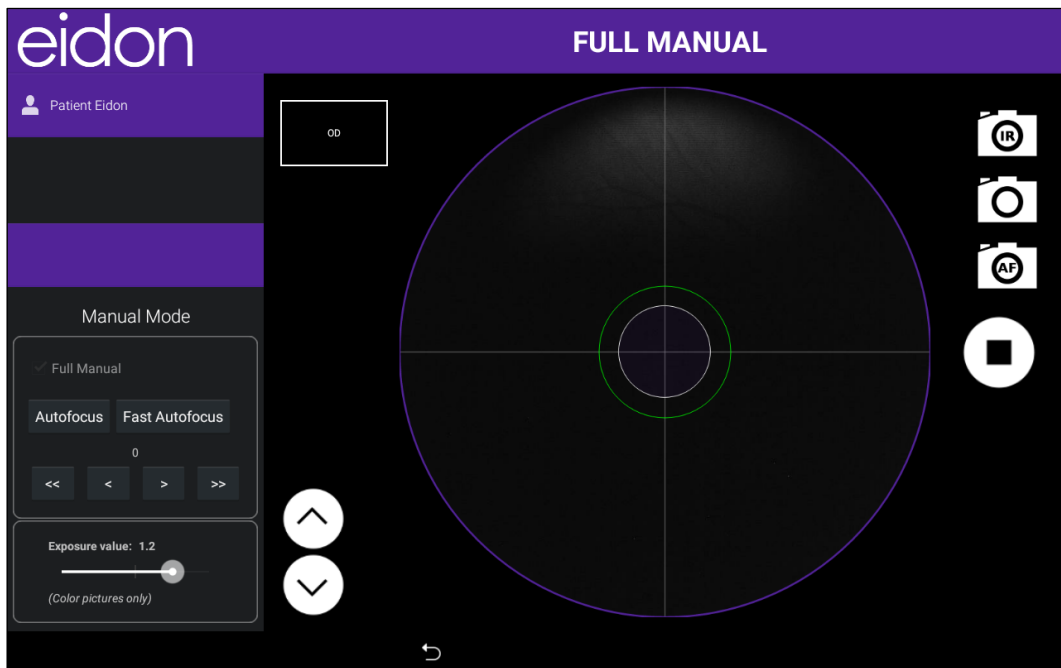 eidon
FULL MANUAL
Patient Eidon
OD
IR
AF
Manual Mode
Full Manual
Autofocus Fast Autofocus
0
<< < > >>
Exposure value: 1.2
(Color pictures only)